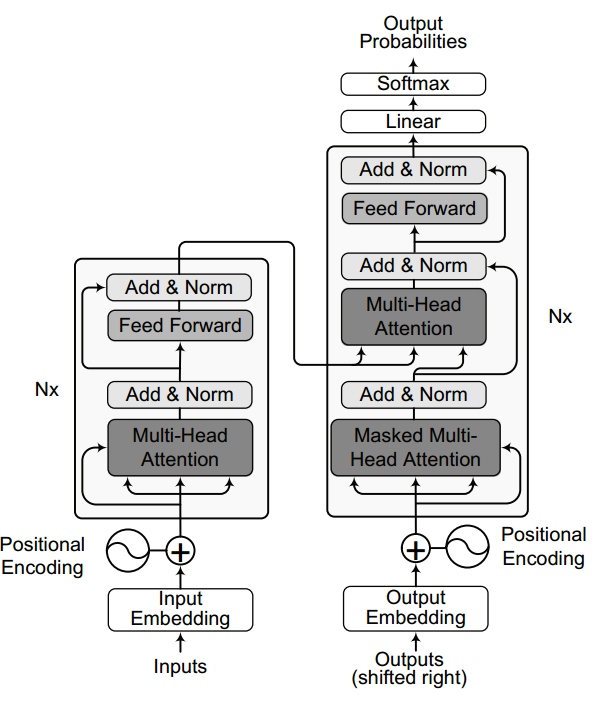 Output
Probabilities
Softmax
Linear
Add & Norm
Feed Forward
Add & Norm
Multi-Head
Attention
Nx
Add & Norm
Masked Multi-
Head Attention
Add & Norm
Feed Forward
Nx
Add & Norm
Multi-Head
Attention
Positional
Encoding
Positional
Encoding
Input
Embedding
Output
Embedding
Inputs
Outputs
(shifted right)